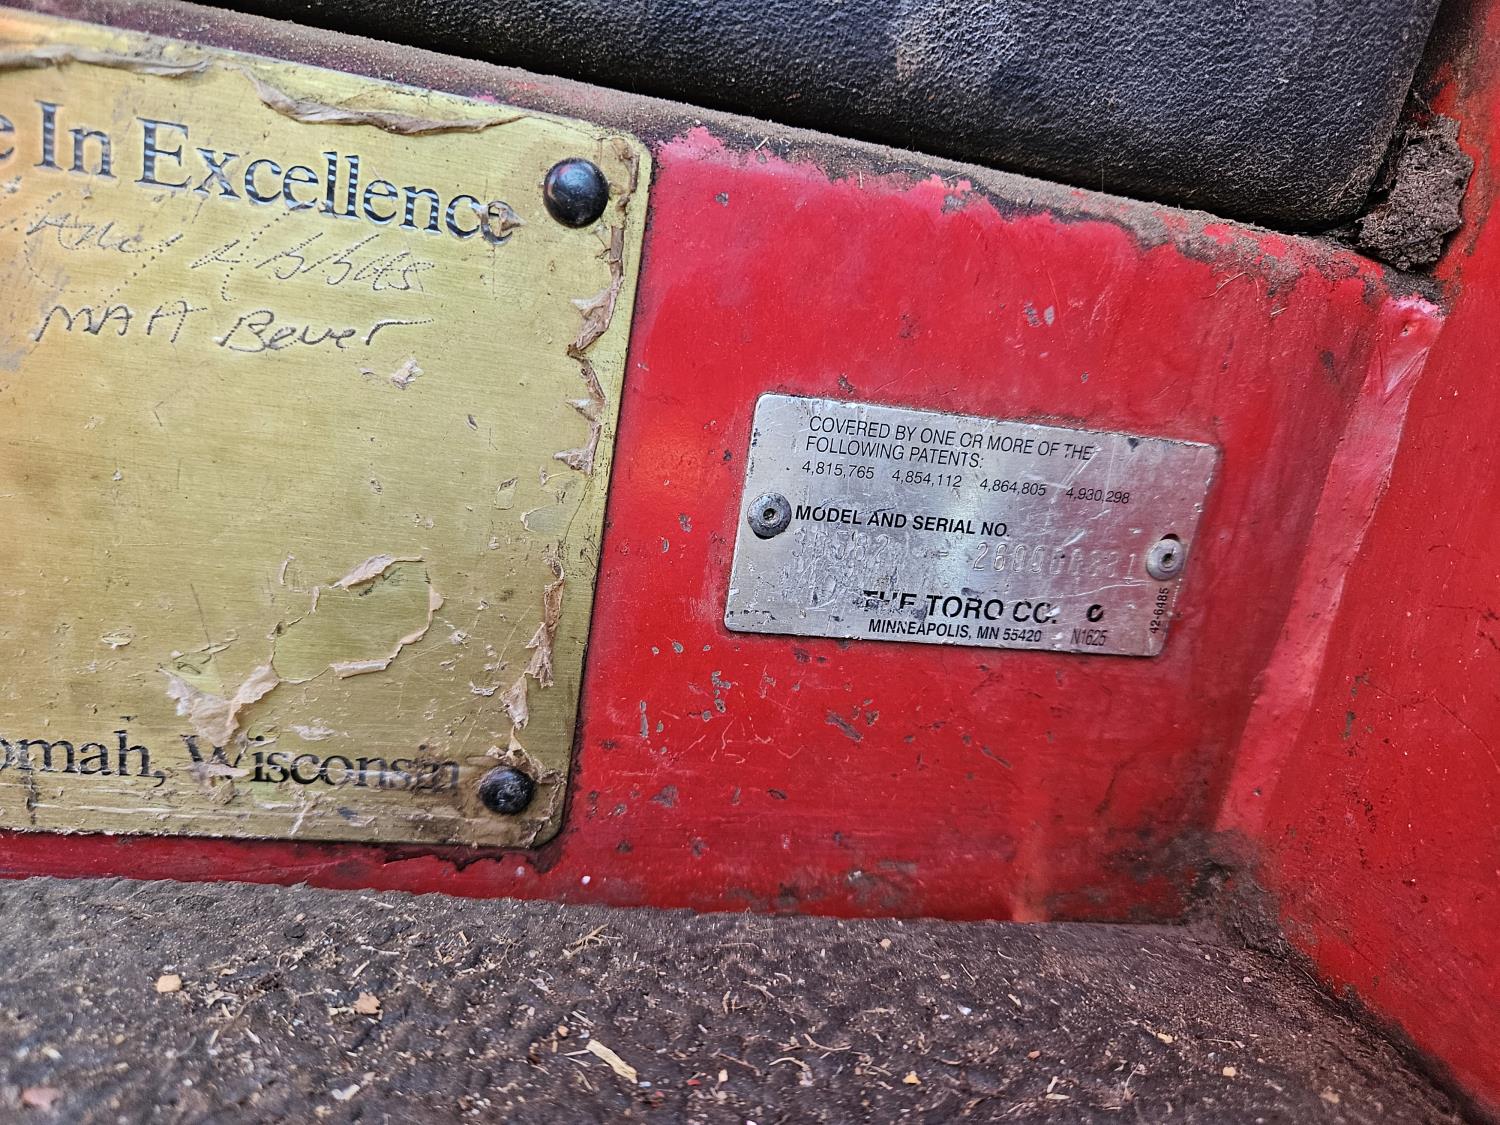 e In Excellence
MAtt Bever
omah, Wisconsin
COVERED BY ONE OR MORE OF THE
FOLLOWING PATENTS:
4,815,765 4,854,112 4,864,805 4,930,298
MODEL AND SERIAL NO.
THE TORO CO.
MINNEAPOLIS, MN 55420 N1625
42-6485